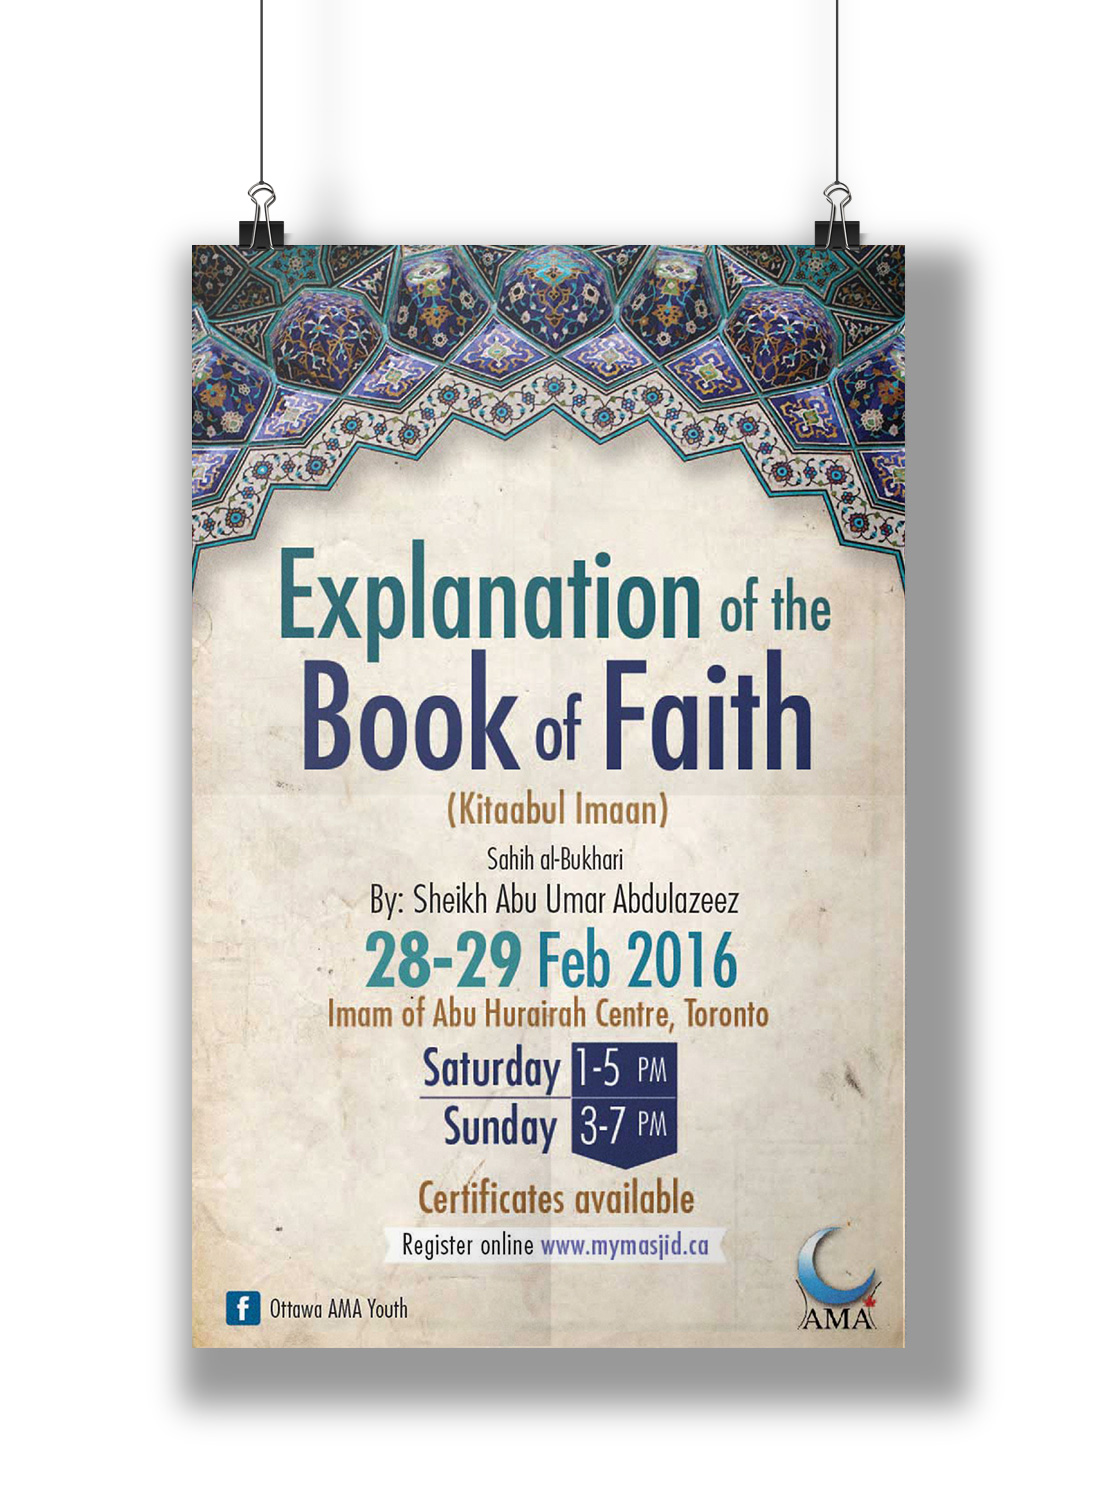 Explanation of the
Book of Faith
(Kitaabul Imaan)
Sahih al-Bukhari
By: Sheikh Abu Umar Abdulazeez
28-29 Feb 2016
Imam of Abu Hurairah Centre, Toronto
Saturday 1-5 PM
Sunday 3-7 PM
Certificates available
Register online www.mymasjid.ca
f Ottawa AMA Youth
AMA